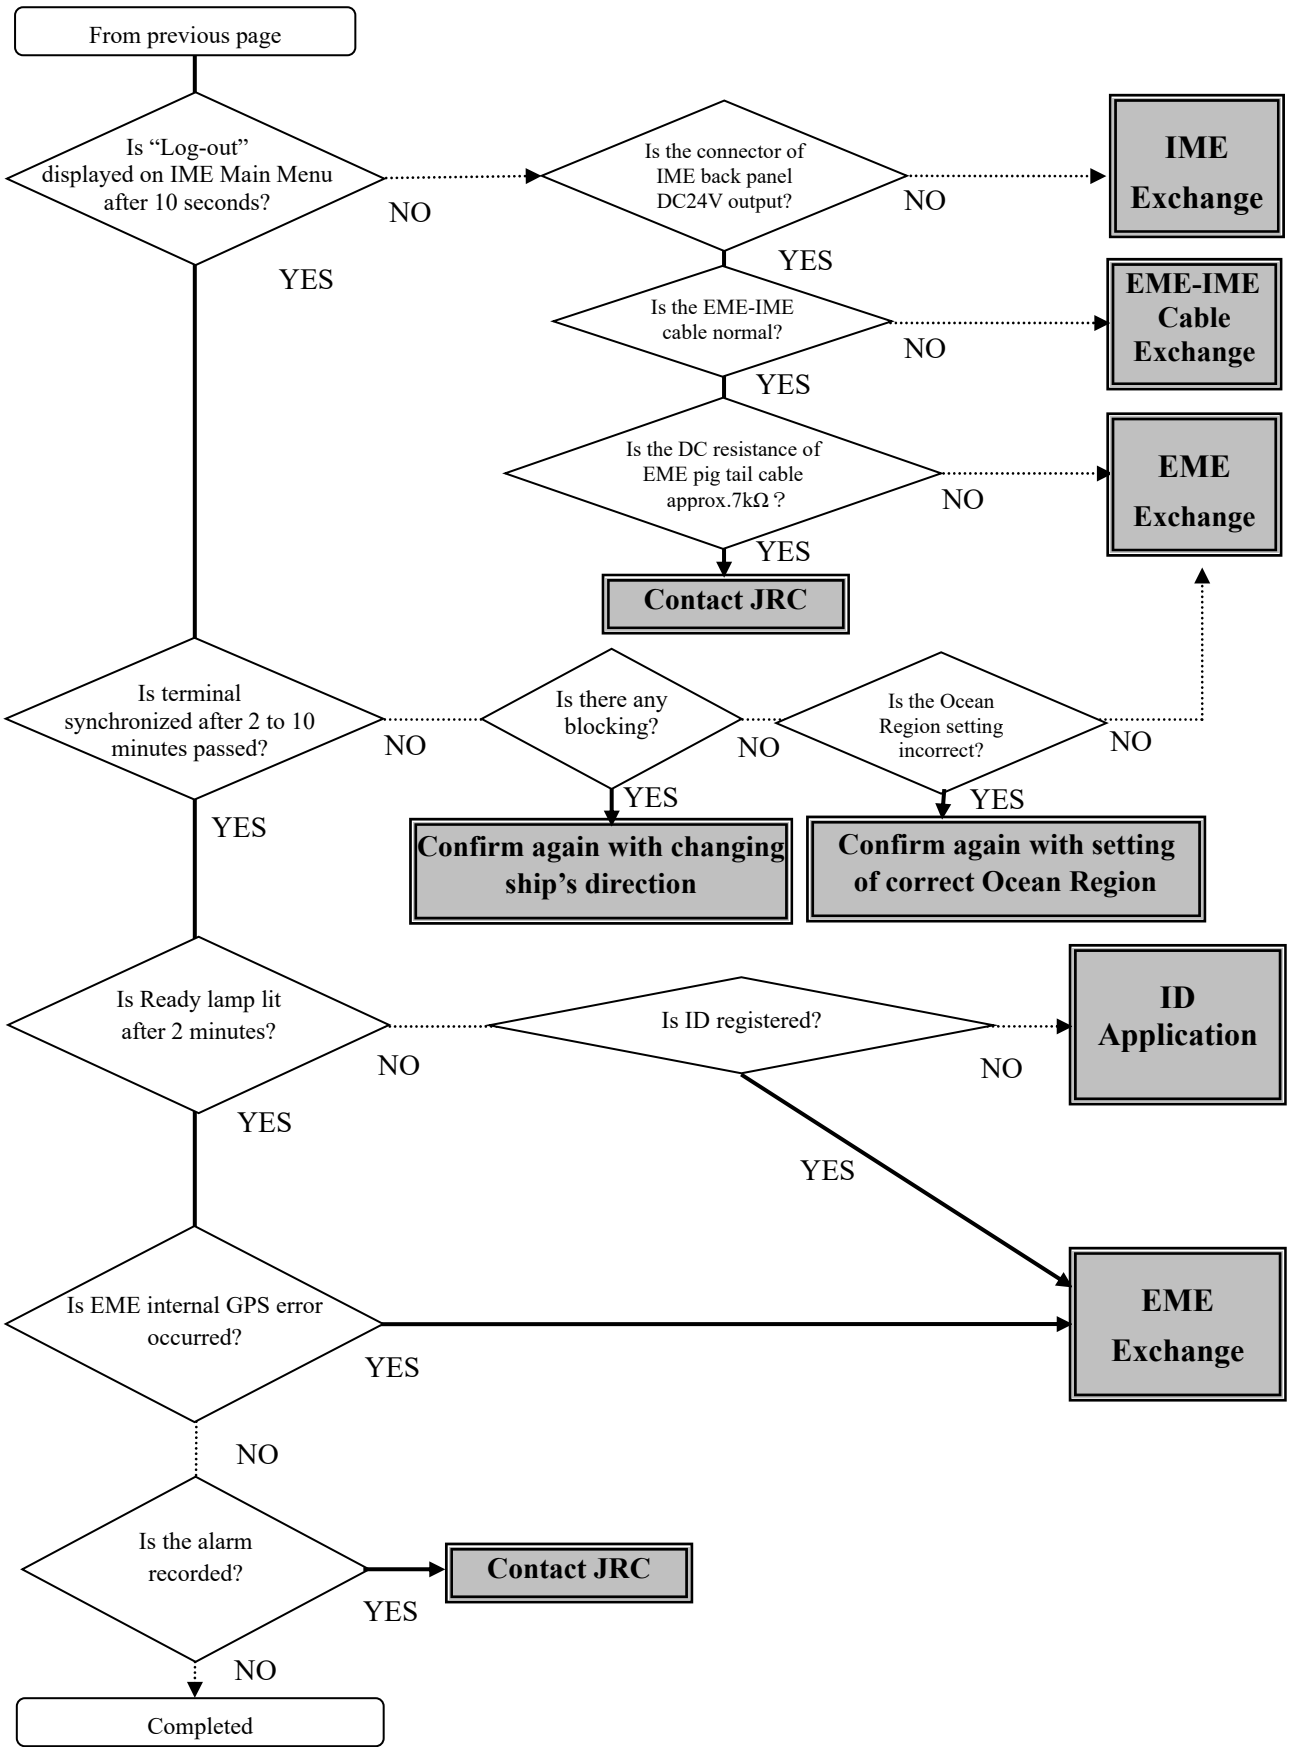 From previous page
Is “Log-out”
displayed on IME Main Menu
after 10 seconds?
NO
YES
Is the connector of
IME back panel
DC24V output?
NO
YES
IME
Exchange
Is the EME-IME
cable normal?
NO
YES
EME-IME
Cable
Exchange
Is the DC resistance of
EME pig tail cable
approx.7kΩ？
NO
YES
EME
Exchange
Contact JRC
Is terminal
synchronized after 2 to 10
minutes passed?
NO
YES
Is there any
blocking?
NO
YES
Is the Ocean
Region setting
incorrect?
NO
YES
Confirm again with changing
ship’s direction
Confirm again with setting
of correct Ocean Region
Is Ready lamp lit
after 2 minutes?
NO
YES
Is ID registered?
NO
YES
ID
Application
Is EME internal GPS error
occurred?
YES
NO
EME
Exchange
Is the alarm
recorded?
YES
NO
Contact JRC
Completed